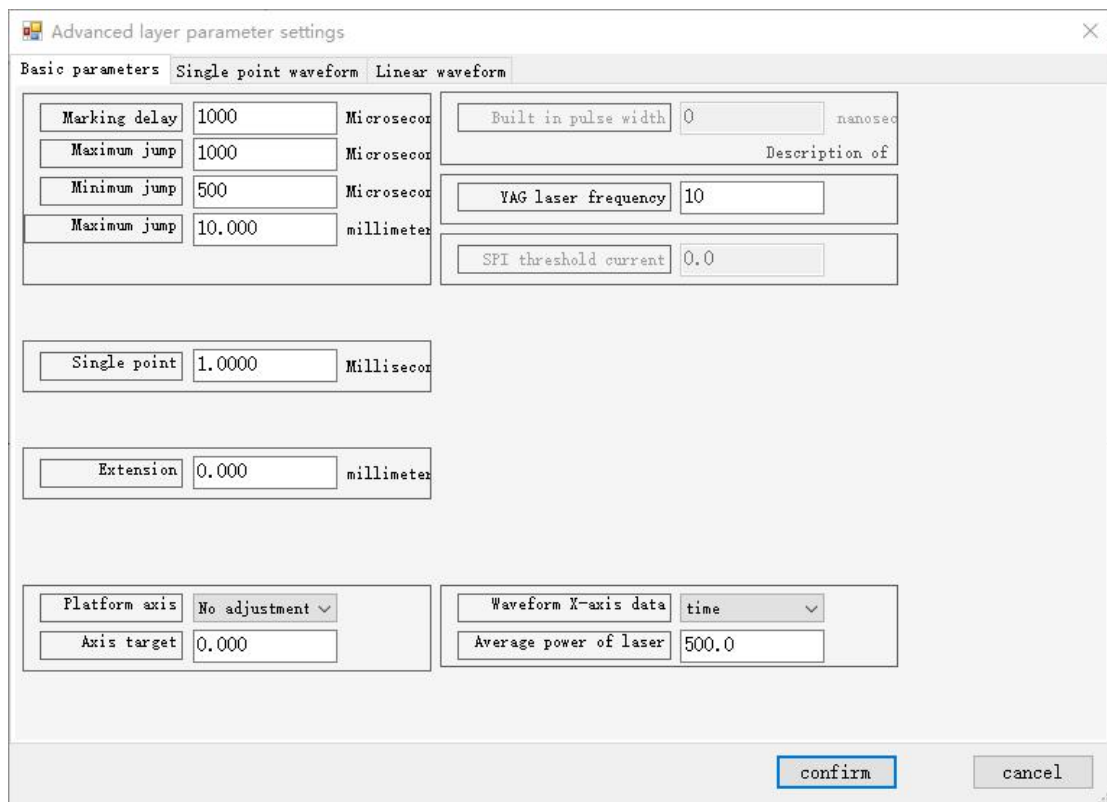 Advanced layer parameter settings
Basic parameters Single point waveform Linear waveform
Marking delay 1000 Microsecon
Maximum jump 1000 Microsecon
Minimum jump 500 Microsecon
Maximum jump 10.000 millimeter
Built in pulse width 0 nanosec
Description of
YAG laser frequency 10
SPI threshold current 0.0
Single point 1.0000 Millisecon
Extension 0.000 millimeter
Platform axis No adjustment
Axis target 0.000
Waveform X-axis data time
Average power of laser 500.0
confirm cancel